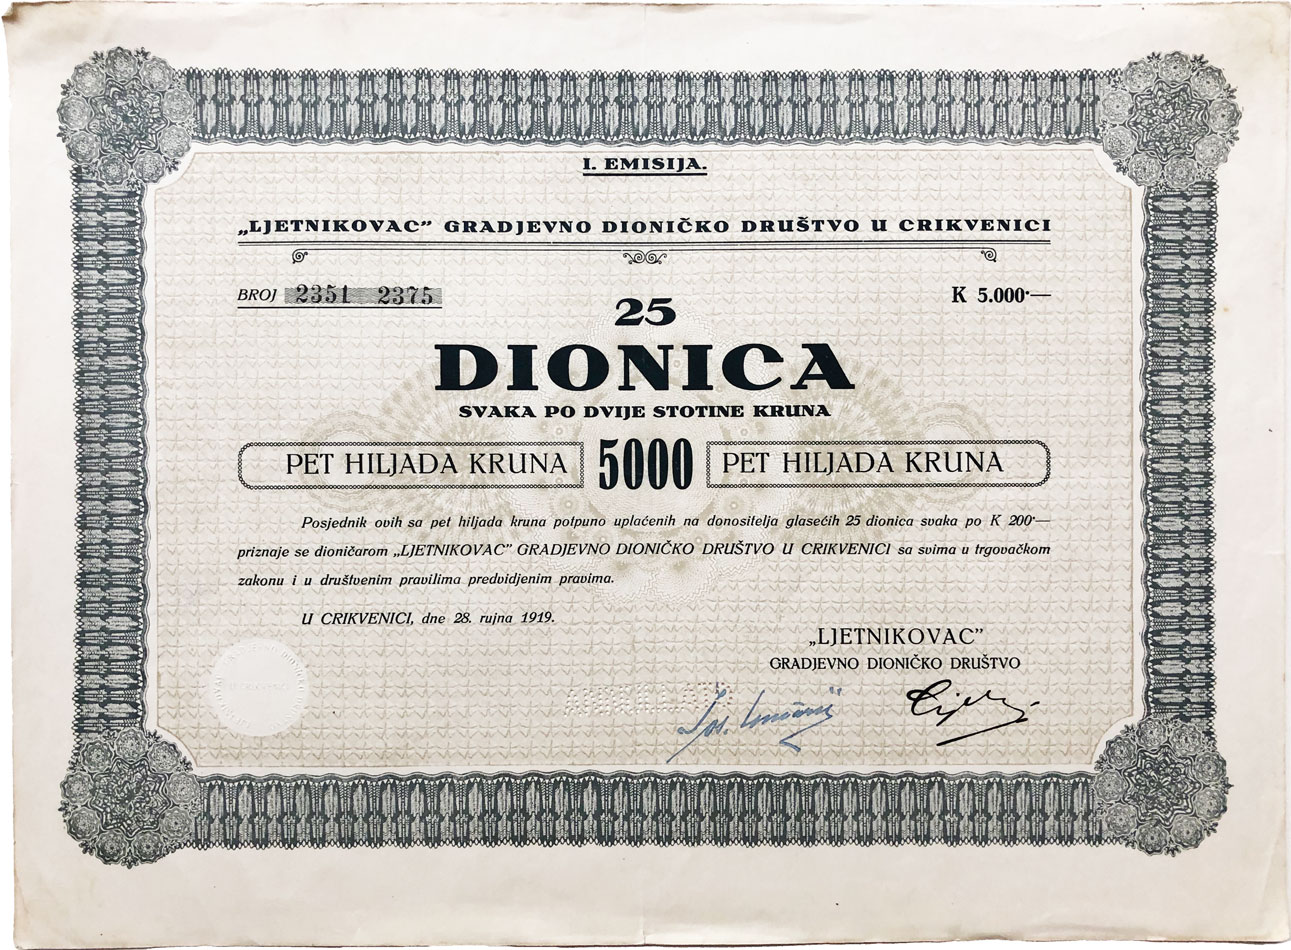 I. EMISIJA.
„LJETNIKOVAC” GRADJEVNO DIONIČKO DRUŠTVO U CRIKVENICI
BROJ 2351 2375
K 5.000·—
25
DIONICA
SVAKA PO DVIJE STOTINE KRUNA
PET HILJADA KRUNA 5000 PET HILJADA KRUNA
Posjednik ovih sa pet hiljada kruna potpuno uplaćenih na donositelja glasećih 25 dionica svaka po K 200·—
priznaje se dioničarom „LJETNIKOVAC” GRADJEVNO DIONIČKO DRUŠTVO U CRIKVENICI sa svima u trgovačkom
zakonu i u društvenim pravilima predvidjenim pravima.
U CRIKVENICI, dne 28. rujna 1919.
„LJETNIKOVAC”
GRADJEVNO DIONIČKO DRUŠTVO
U CRIKVENICI